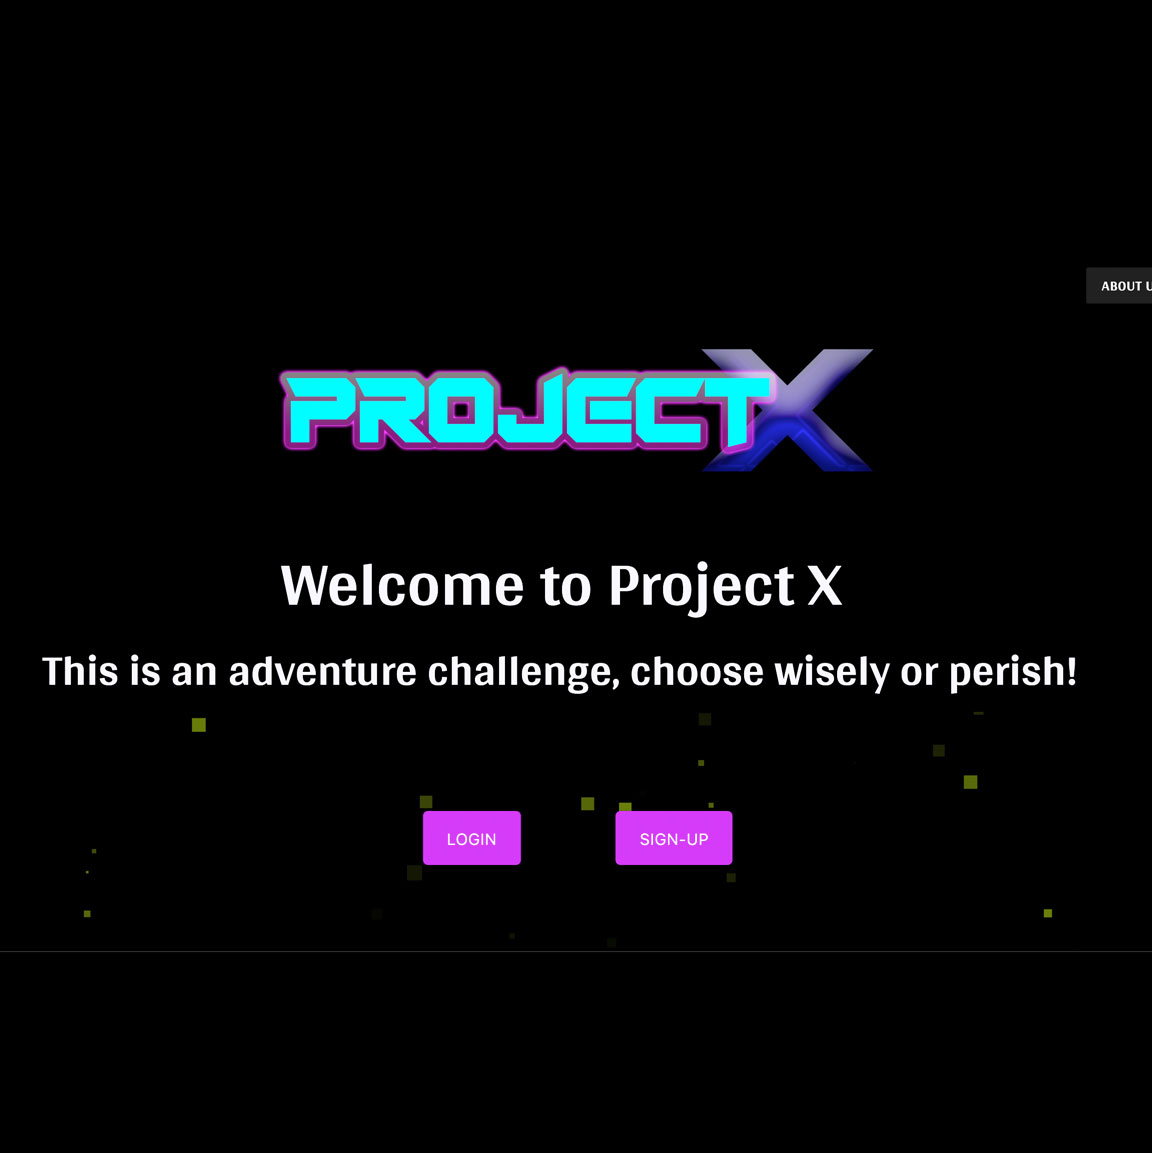 ABOUT U
PROJECT X
Welcome to Project X
This is an adventure challenge, choose wisely or perish!
LOGIN
SIGN-UP